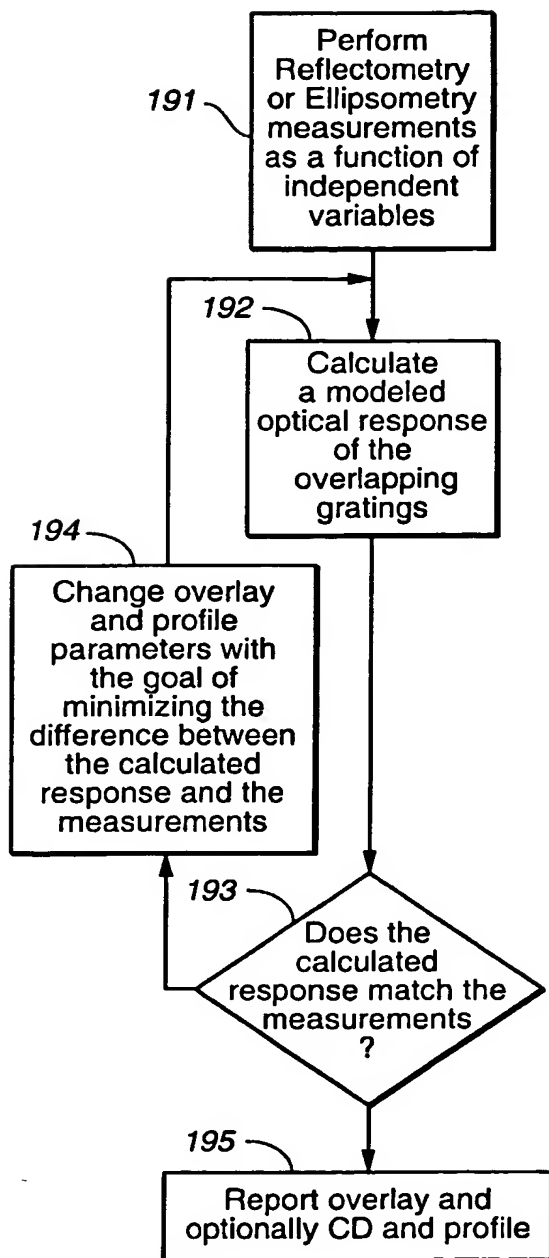 191
Perform
Reflectometry
or Ellipsometry
measurements
as a function of
independent
variables
192
Calculate
a modeled
optical response
of the
overlapping
gratings
194
Change overlay
and profile
parameters with
the goal of
minimizing the
difference between
the calculated
response and the
measurements
193
Does the
calculated
response match the
measurements
?
195
Report overlay and
optionally CD and profile